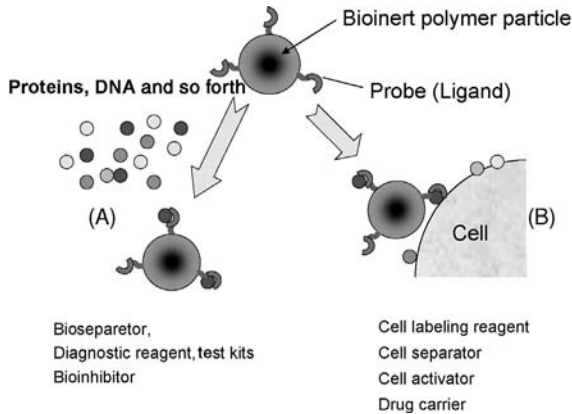 Bioinert polymer particle
Proteins, DNA and so forth
Probe (Ligand)
(A)
Cell
(B)
Bioseparetor,
Diagnostic reagent, test kits
Bioinhibitor
Cell labeling reagent
Cell separator
Cell activator
Drug carrier